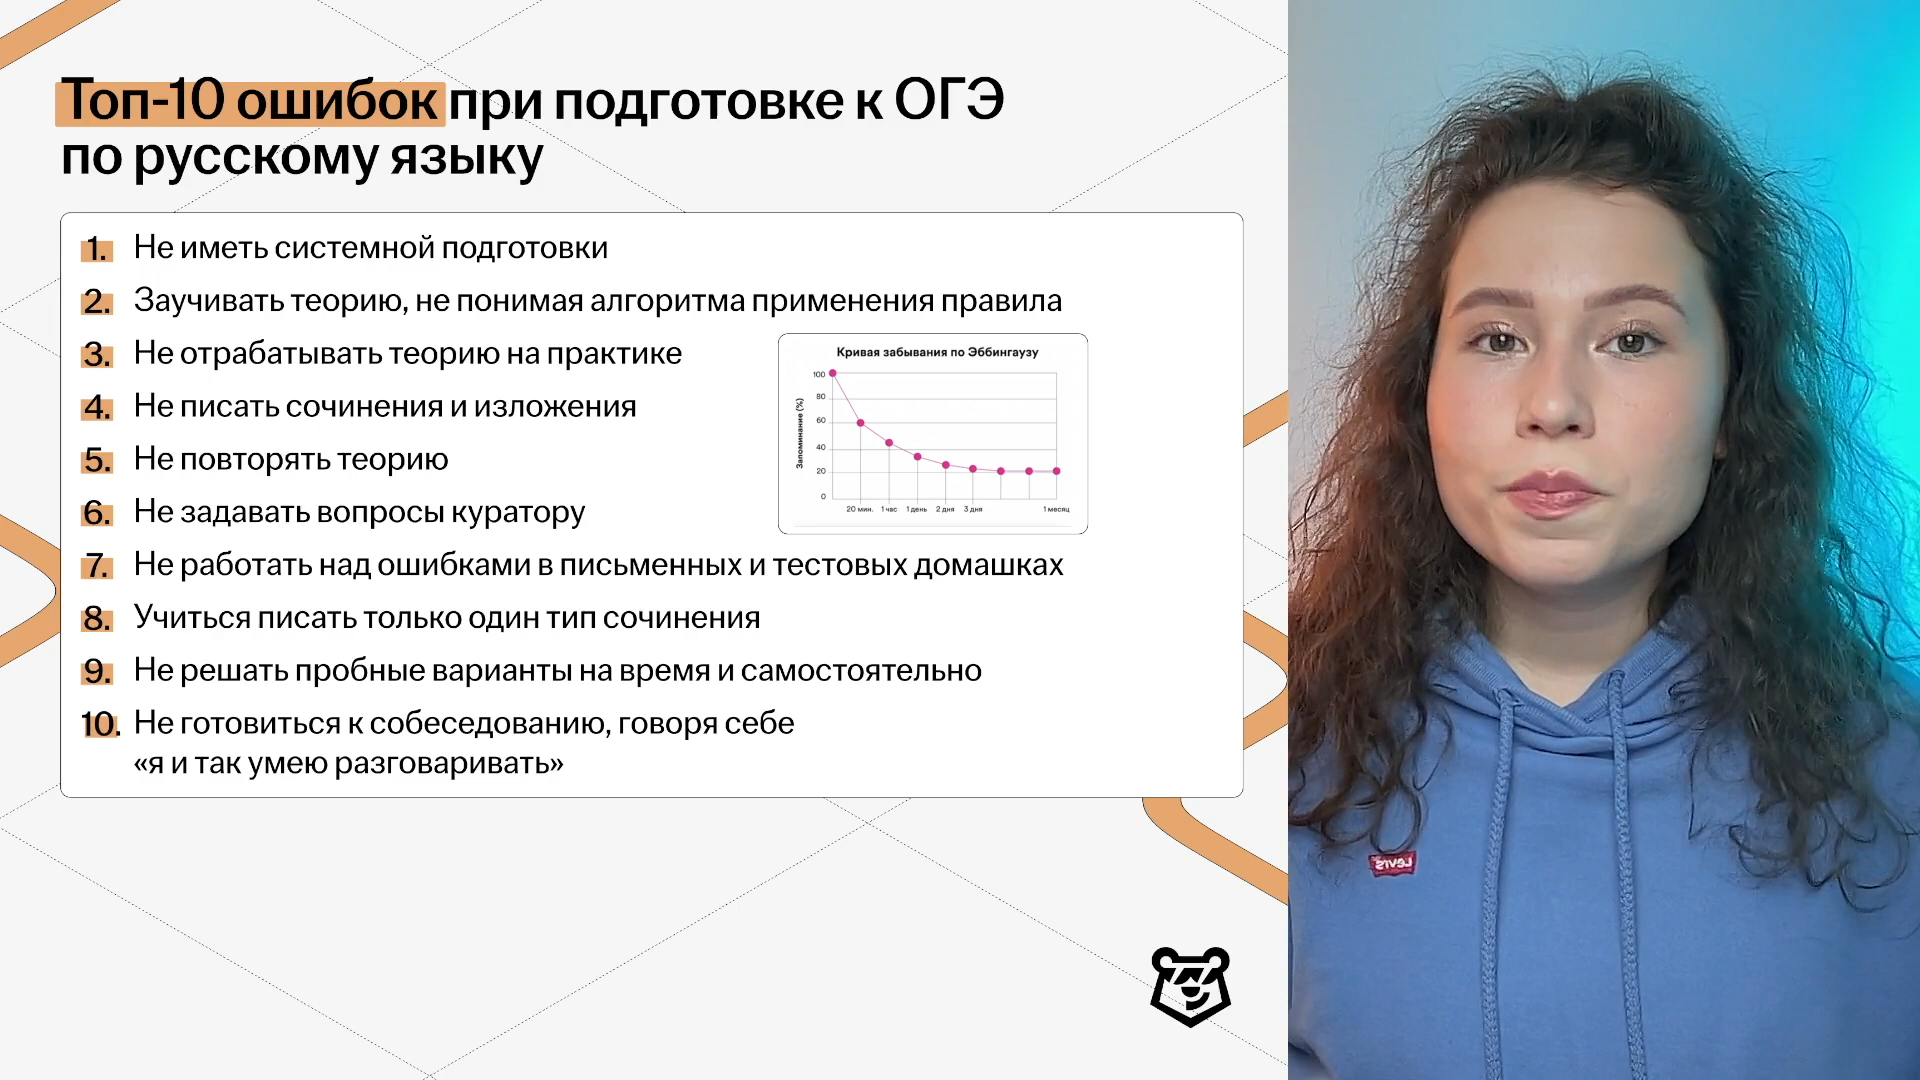 Топ-10 ошибок при подготовке к ОГЭ
по русскому языку
1. Не иметь системной подготовки
2. Заучивать теорию, не понимая алгоритма применения правила
3. Не отрабатывать теорию на практике
4. Не писать сочинения и изложения
5. Не повторять теорию
6. Не задавать вопросы куратору
7. Не работать над ошибками в письменных и тестовых домашках
8. Учиться писать только один тип сочинения
9. Не решать пробные варианты на время и самостоятельно
10. Не готовиться к собеседованию, говоря себе
«я и так умею разговаривать»
Кривая забывания по Эббингаузу
Запоминание (%)
100
80
60
40
20
0
20 мин. 1 час 1 день 2 дня 3 дня 1 месяц
Levi's